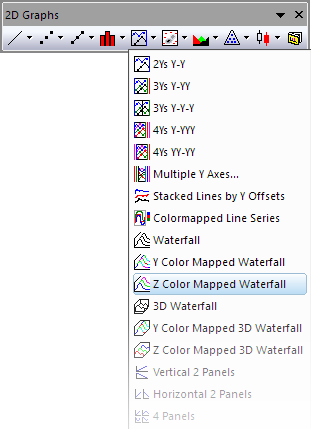 2D Graphs
2Ys Y-Y
3Ys Y-YY
3Ys Y-Y-Y
4Ys Y-YYY
4Ys YY-YY
Multiple Y Axes...
Stacked Lines by Y Offsets
Colormapped Line Series
Waterfall
Y Color Mapped Waterfall
Z Color Mapped Waterfall
3D Waterfall
Y Color Mapped 3D Waterfall
Z Color Mapped 3D Waterfall
Vertical 2 Panels
Horizontal 2 Panels
4 Panels